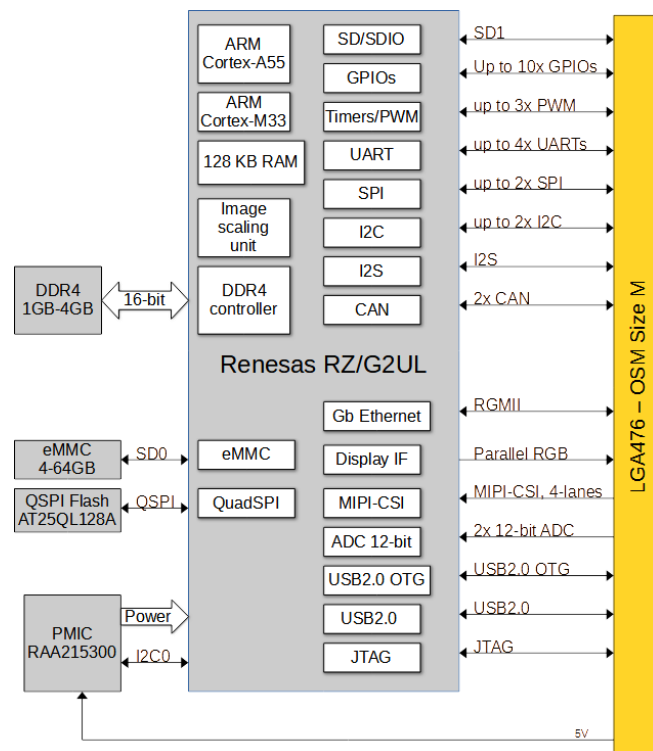 ARM
Cortex-A55
SD/SDIO
SD1
GPIOs
Up to 10x GPIOs
ARM
Cortex-M33
Timers/PWM
up to 3x PWM
128 KB RAM
UART
up to 4x UARTs
SPI
up to 2x SPI
Image
scaling
unit
I2C
up to 2x I2C
I2S
I2S
DDR4
1GB-4GB
16-bit
DDR4
controller
CAN
2x CAN
Renesas RZ/G2UL
LGA476 – OSM Size M
Gb Ethernet
RGMII
eMMC
4-64GB
SD0
eMMC
Display IF
Parallel RGB
QSPI Flash
AT25QL128A
QSPI
QuadSPI
MIPI-CSI
MIPI-CSI, 4-lanes
ADC 12-bit
2x 12-bit ADC
USB2.0 OTG
USB2.0 OTG
PMIC
RAA215300
Power
I2C0
USB2.0
USB2.0
JTAG
JTAG
5V